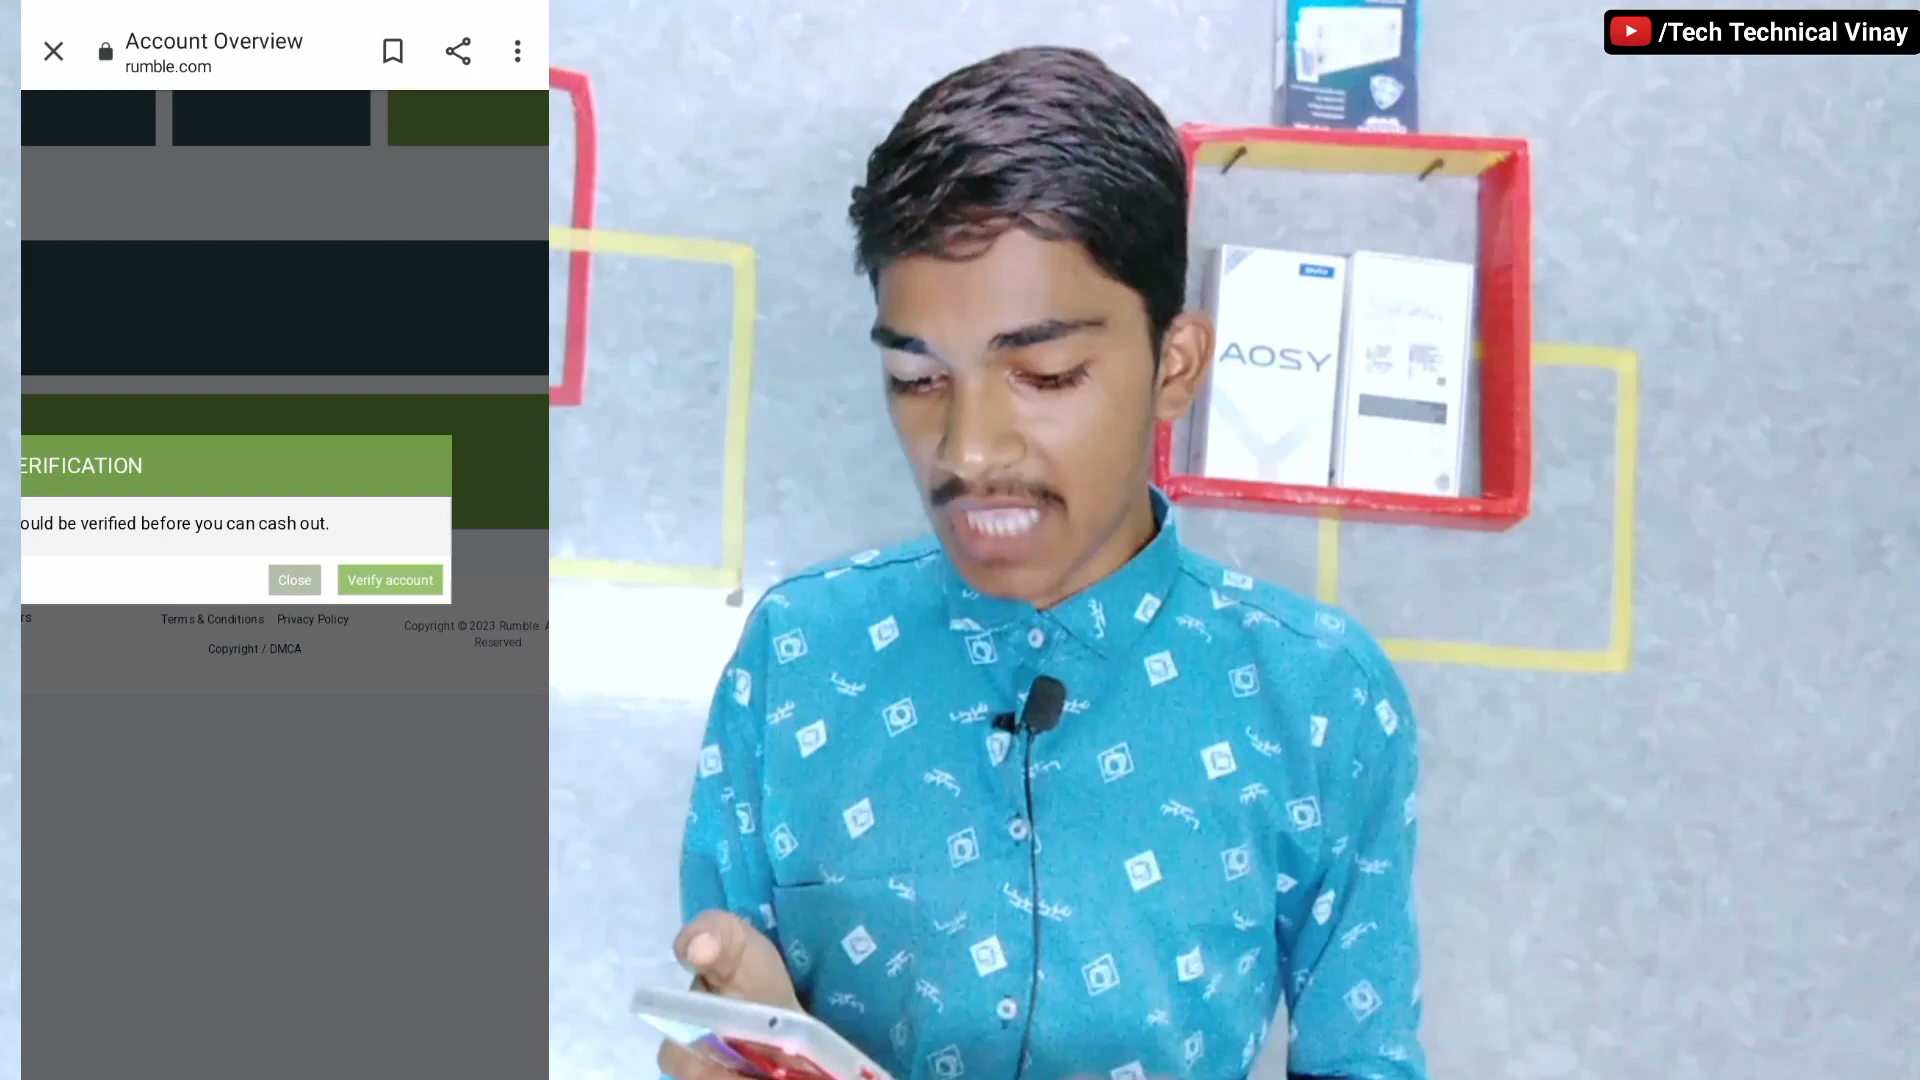 Account Overview
rumble.com
/Tech Technical Vinay
AOSY
ERIFICATION
ould be verified before you can cash out.
Close
Verify account
rs
Terms & Conditions Privacy Policy
Copyright / DMCA
Copyright © 2023 Rumble. A
Reserved